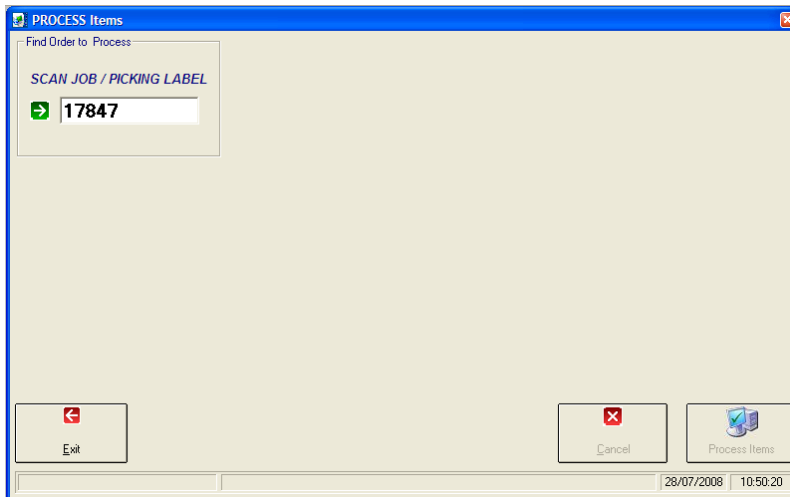 PROCESS Items
Find Order to Process
SCAN JOB / PICKING LABEL
17847
Exit
Cancel
Process Items
28/07/2008
10:50:20